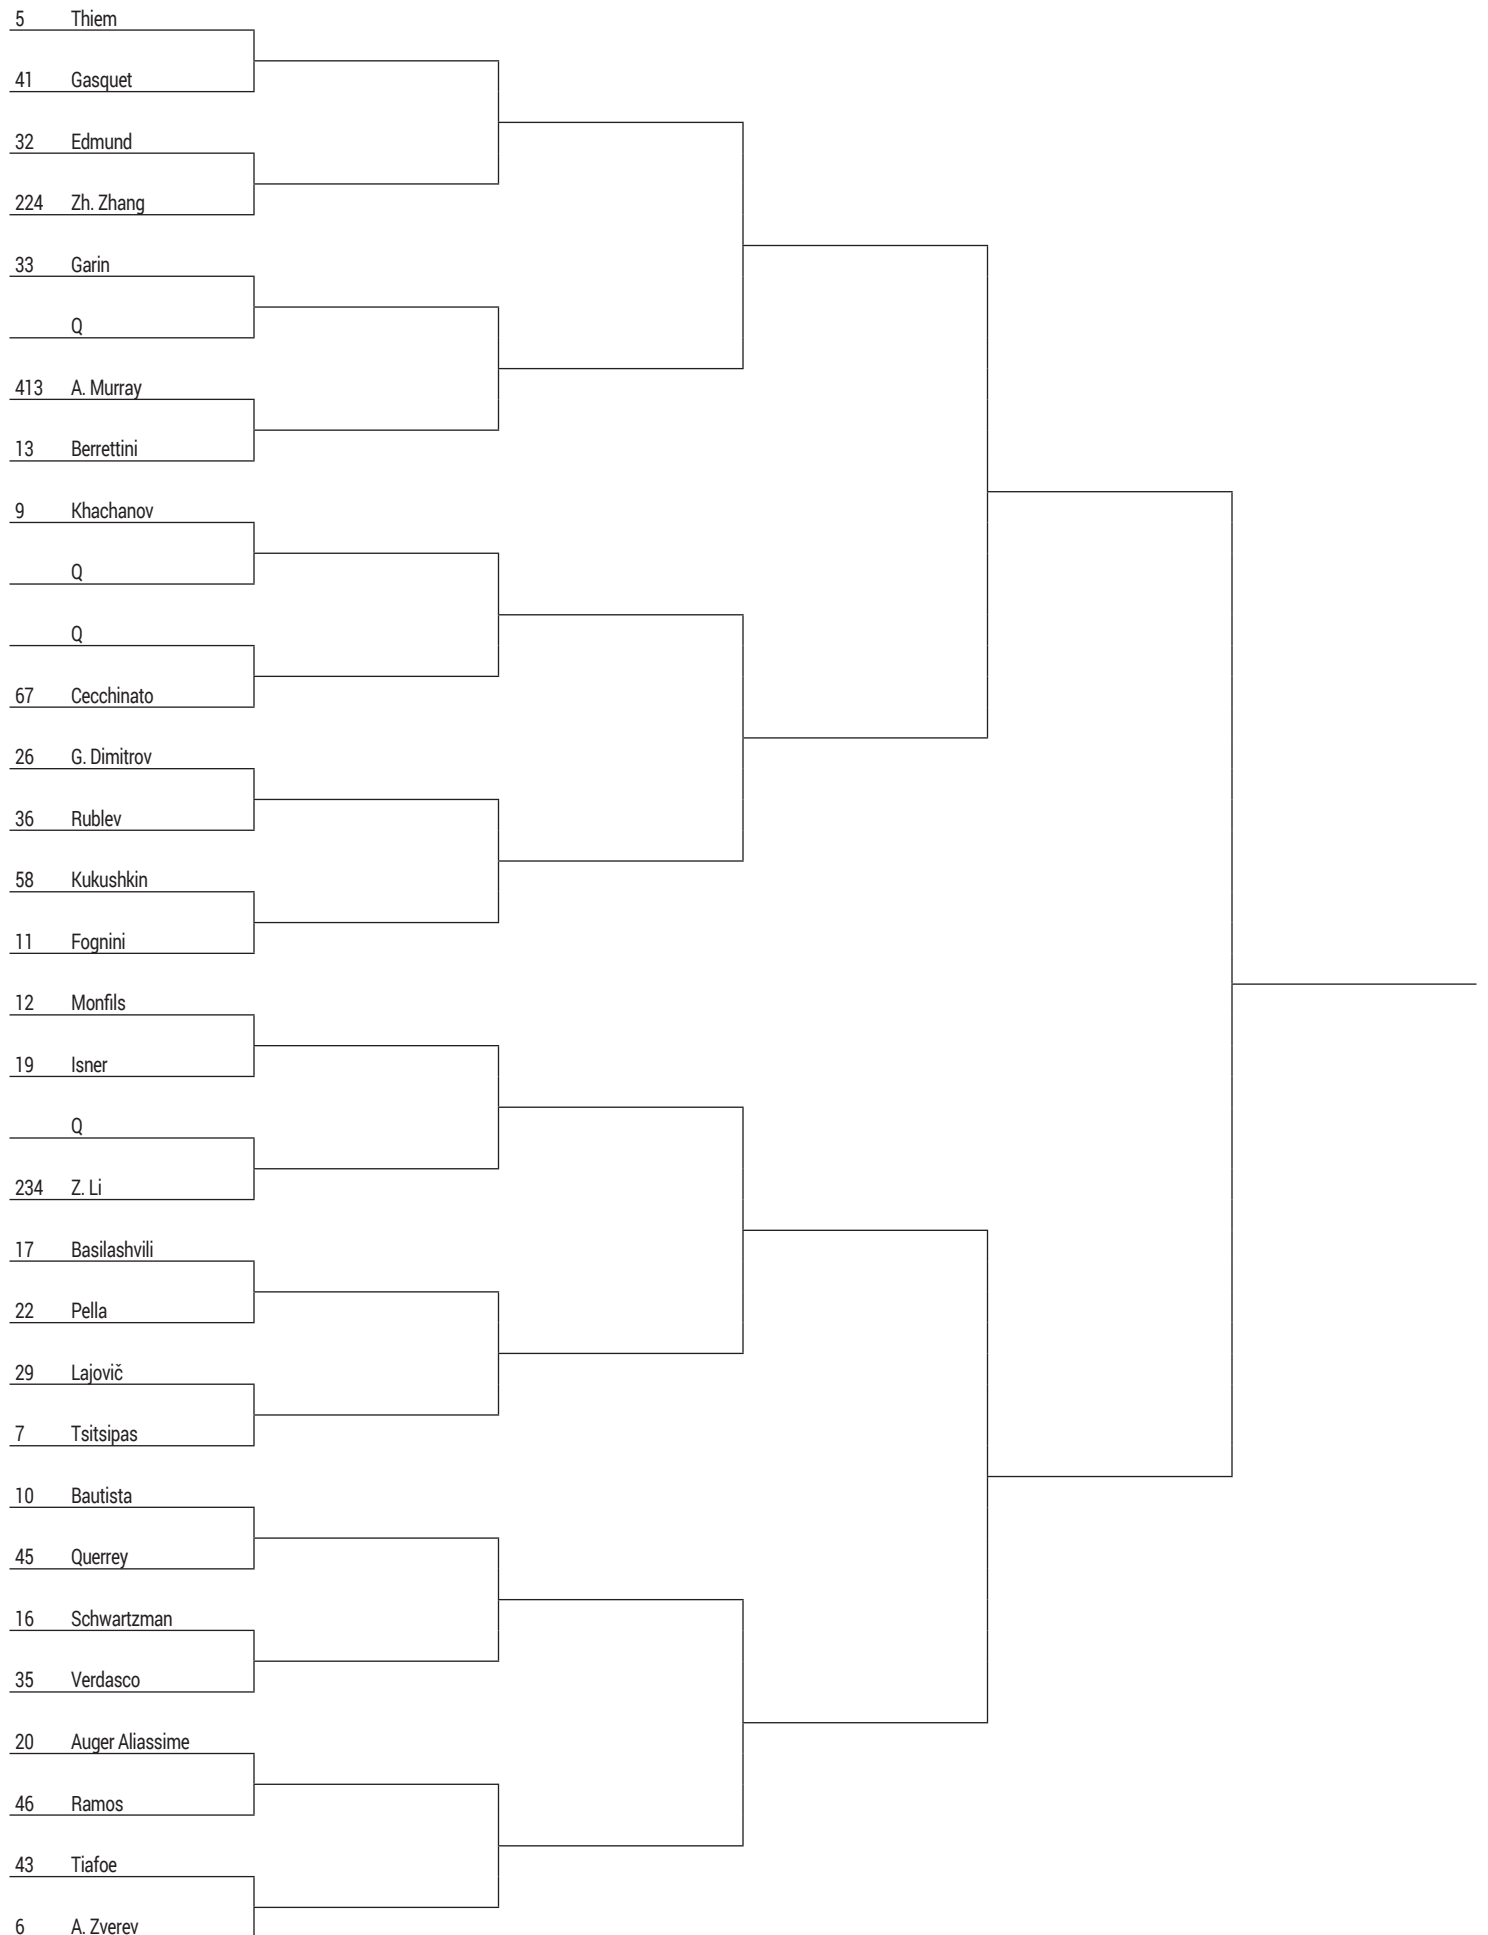 5 Thiem
41 Gasquet
32 Edmund
224 Zh. Zhang
33 Garin
Q
413 A. Murray
13 Berrettini
9 Khachanov
Q
Q
67 Cecchinato
26 G. Dimitrov
36 Rublev
58 Kukushkin
11 Fognini
12 Monfils
19 Isner
Q
234 Z. Li
17 Basilashvili
22 Pella
29 Lajovič
7 Tsitsipas
10 Bautista
45 Querrey
16 Schwartzman
35 Verdasco
20 Auger Aliassime
46 Ramos
43 Tiafoe
6 A. Zverev